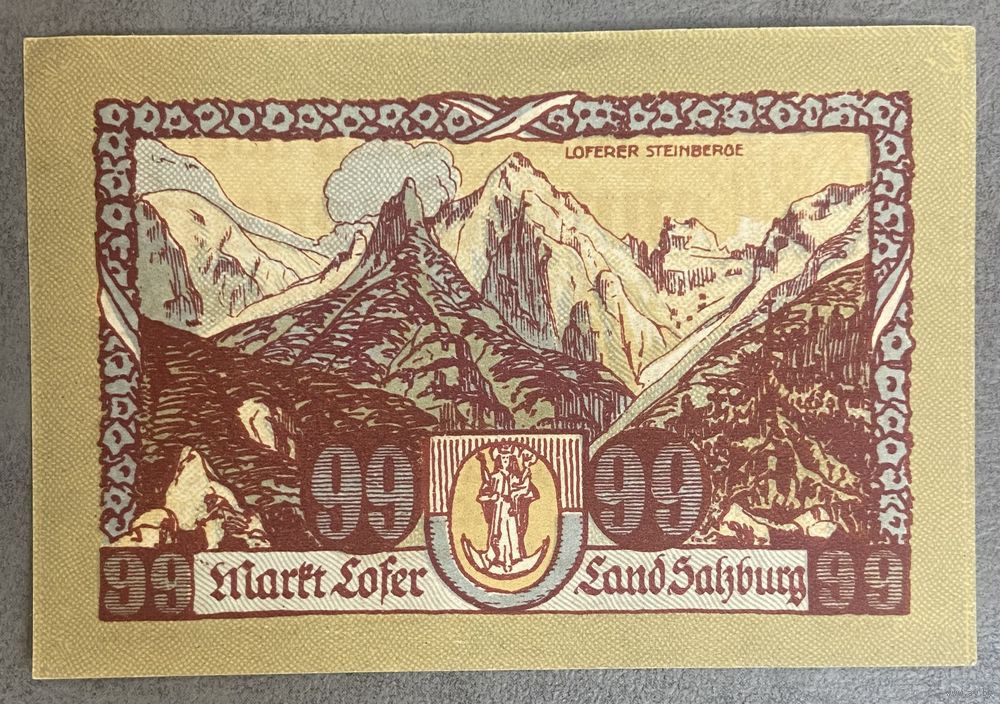 LOFERER STEINBERGE
99 99
99 Markt Lofer Land Salzburg 99